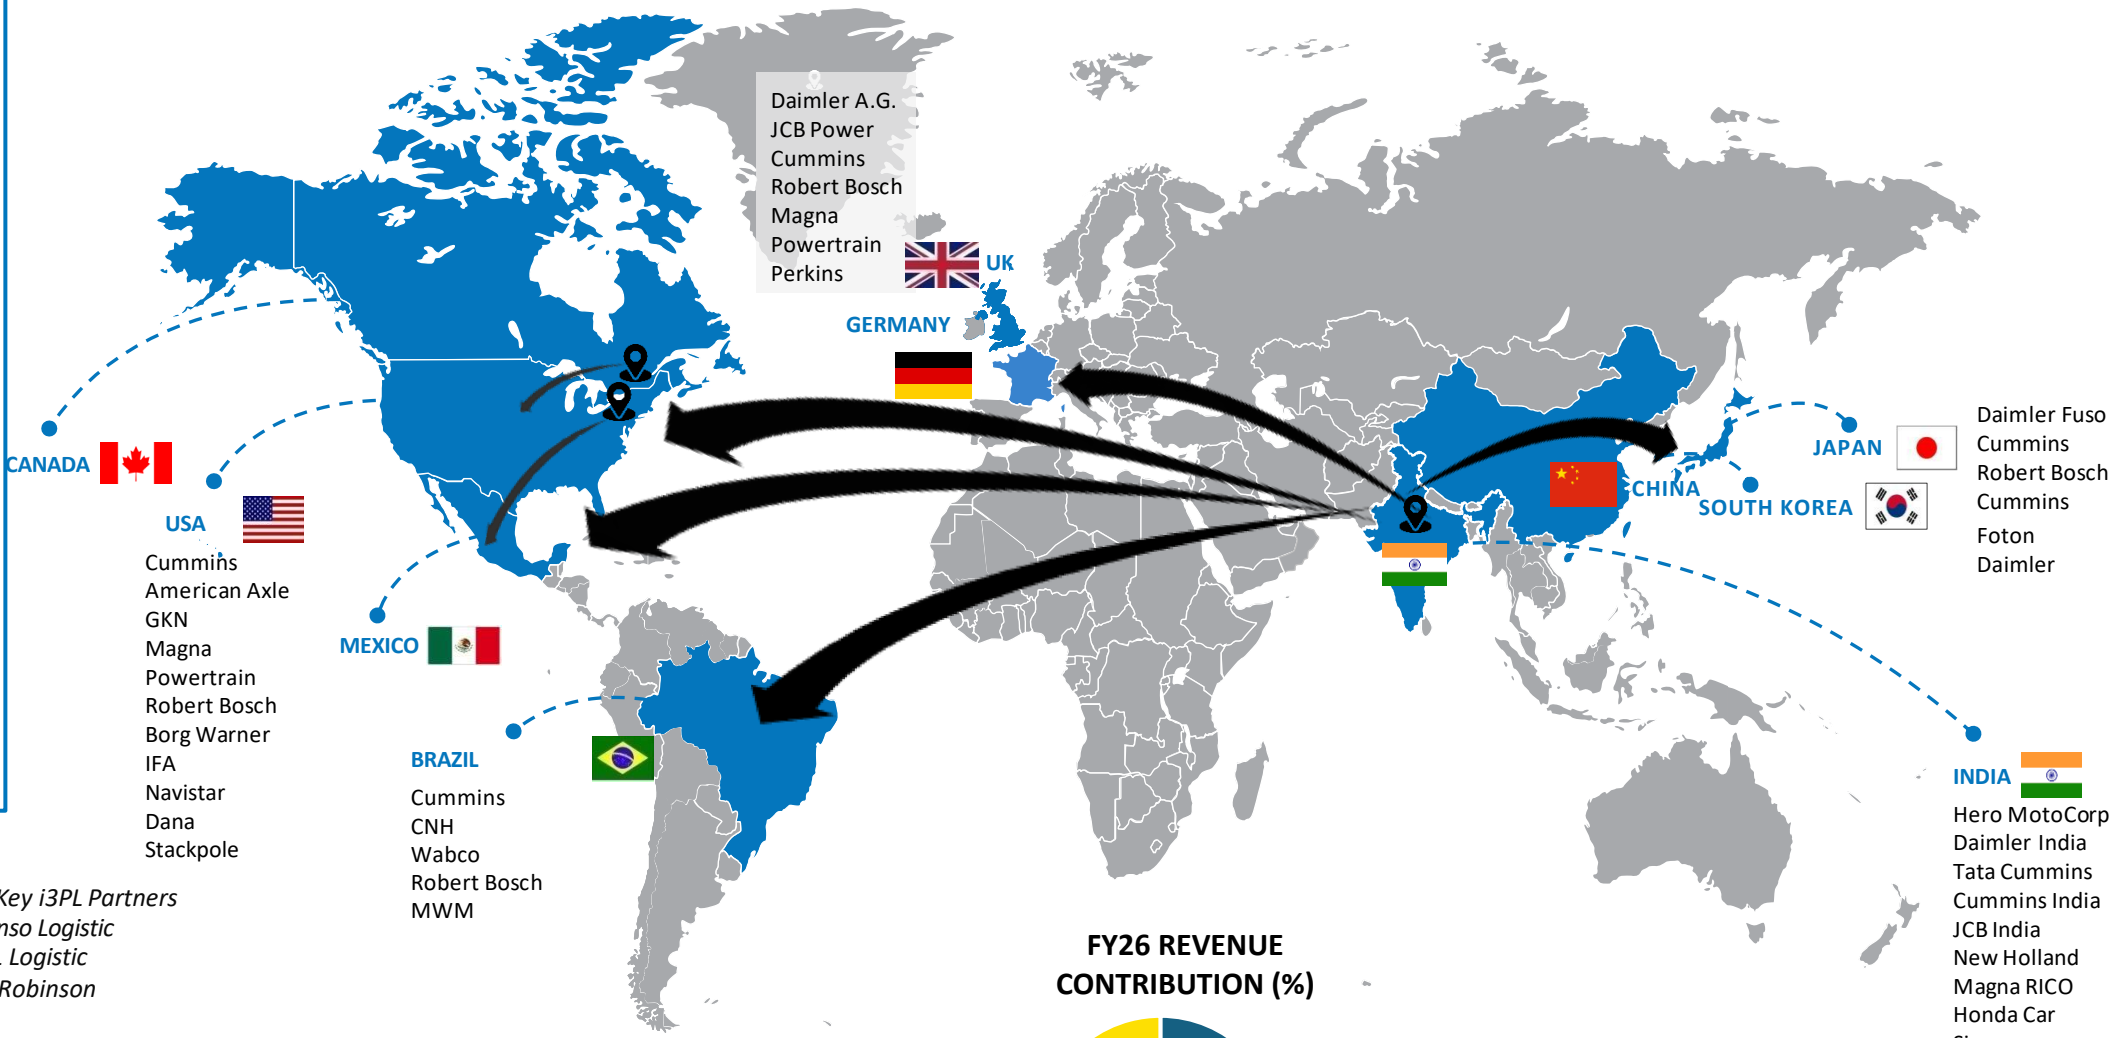 Daimler A.G.
JCB Power
Cummins
Robert Bosch
Magna
Powertrain
Perkins
UK
GERMANY
CANADA
USA
Cummins
American Axle
GKN
Magna
Powertrain
Robert Bosch
Borg Warner
IFA
Navistar
Dana
Stackpole
MEXICO
BRAZIL
Cummins
CNH
Wabco
Robert Bosch
MWM
JAPAN
CHINA
SOUTH KOREA
Daimler Fuso
Cummins
Robert Bosch
Cummins
Foton
Daimler
INDIA
Hero MotoCorp
Daimler India
Tata Cummins
Cummins India
JCB India
New Holland
Magna RICO
Honda Car
Key i3PL Partners
Logistic
Logistic
Robinson
FY26 REVENUE
CONTRIBUTION (%)